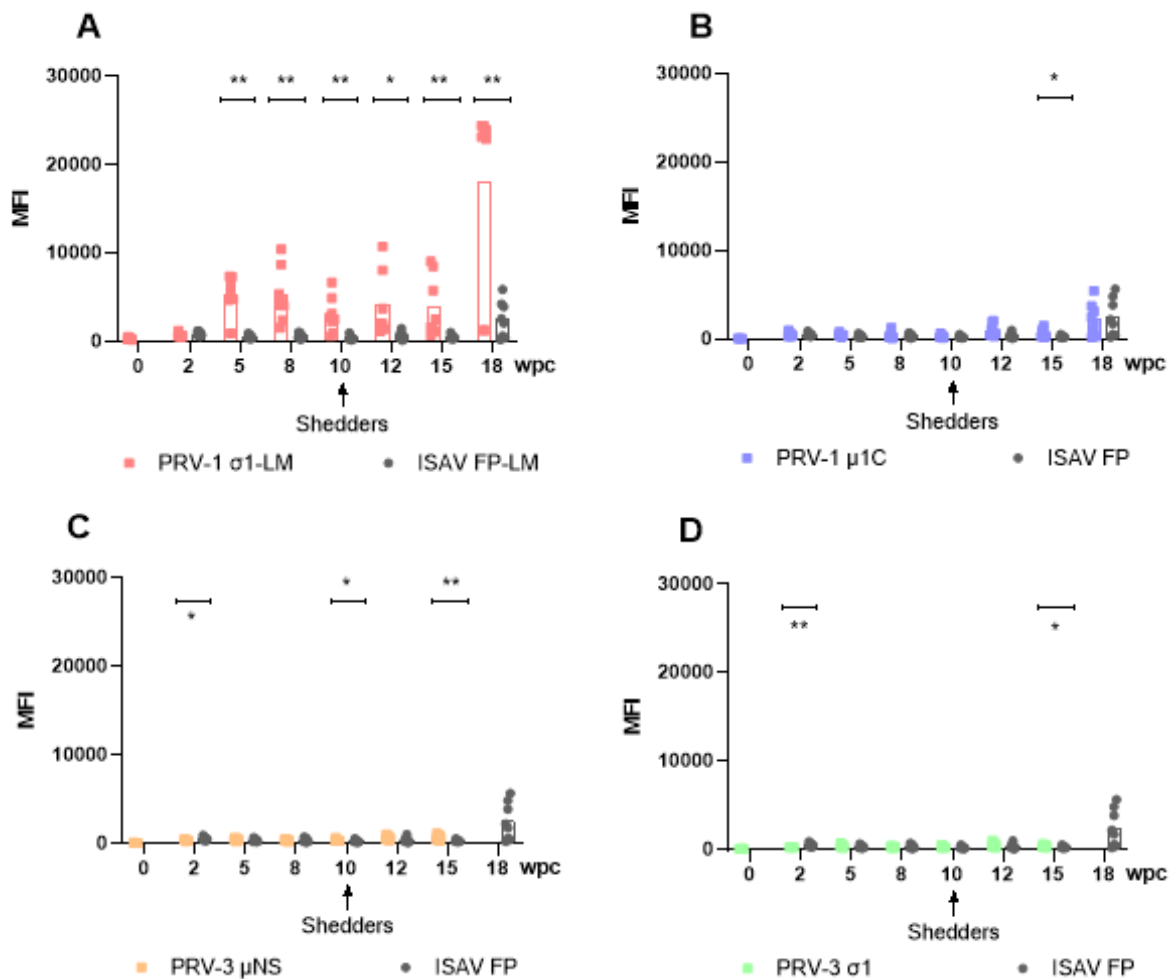 A
30000
20000
10000
0
MFI
** ** ** * ** **
0 2 5 8 10 12 15 18 wpc
Shedders
PRV-1 σ1-LM ISAV FP-LM
B
30000
20000
10000
0
MFI
*
0 2 5 8 10 12 15 18 wpc
Shedders
PRV-1 µ1C ISAV FP
C
30000
20000
10000
0
MFI
* * **
0 2 5 8 10 12 15 18 wpc
Shedders
PRV-3 µNS ISAV FP
D
30000
20000
10000
0
MFI
** *
0 2 5 8 10 12 15 18 wpc
Shedders
PRV-3 σ1 ISAV FP